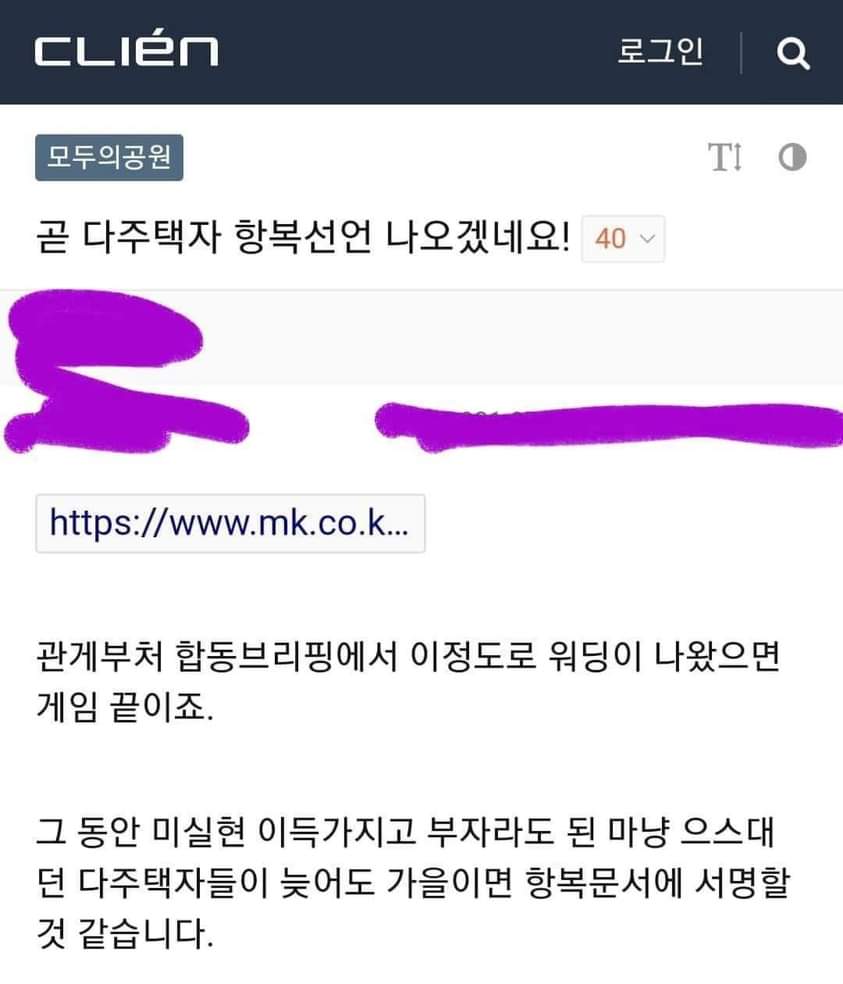 CLIéN
로그인
모두의공원
T
곧 다주택자 항복선언 나오겠네요! 40
https://www.mk.co.k...
관계부처 합동브리핑에서 이정도로 워딩이 나왔으면
게임 끝이죠.
그 동안 미실현 이득가지고 부자라도 된 마냥 으스대
던 다주택자들이 늦어도 가을이면 항복문서에 서명할
것 같습니다.